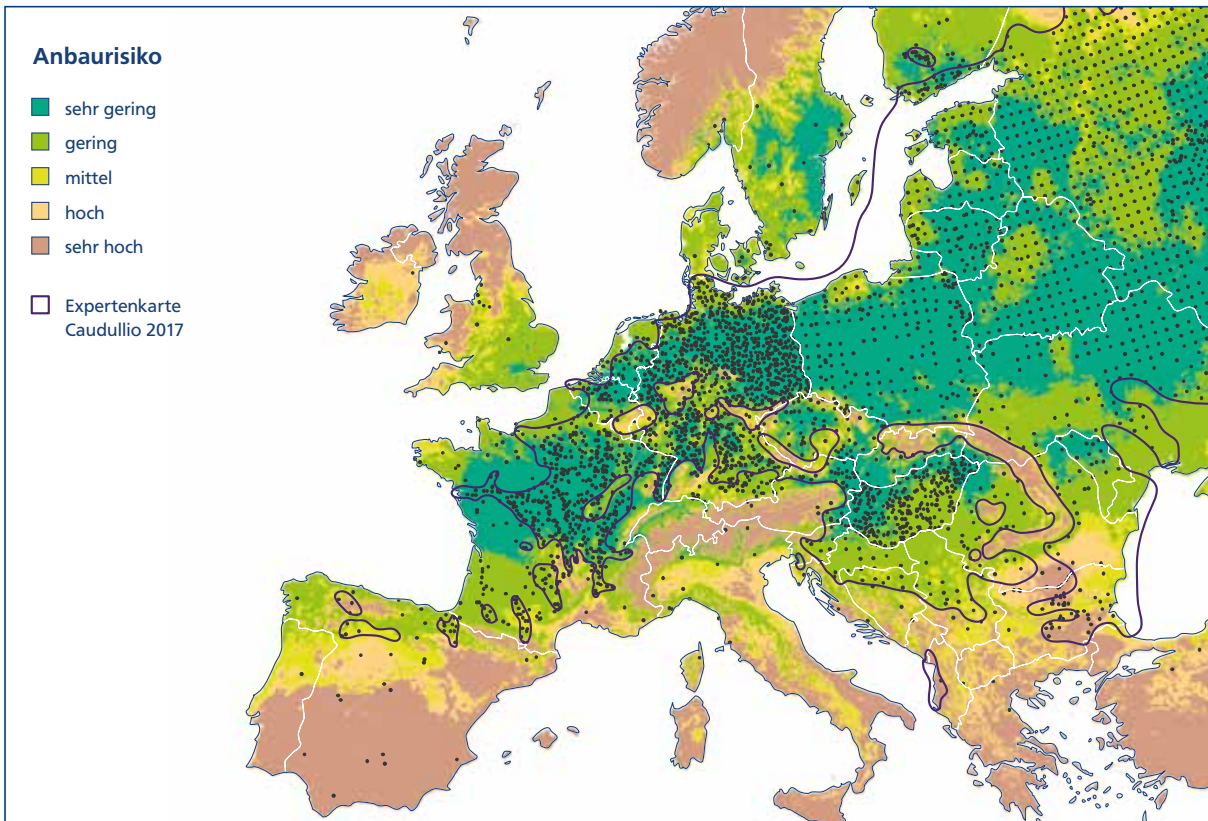 Anbaurisiko
sehr gering
gering
mittel
hoch
sehr hoch
Expertenkarte
Caudullio 2017